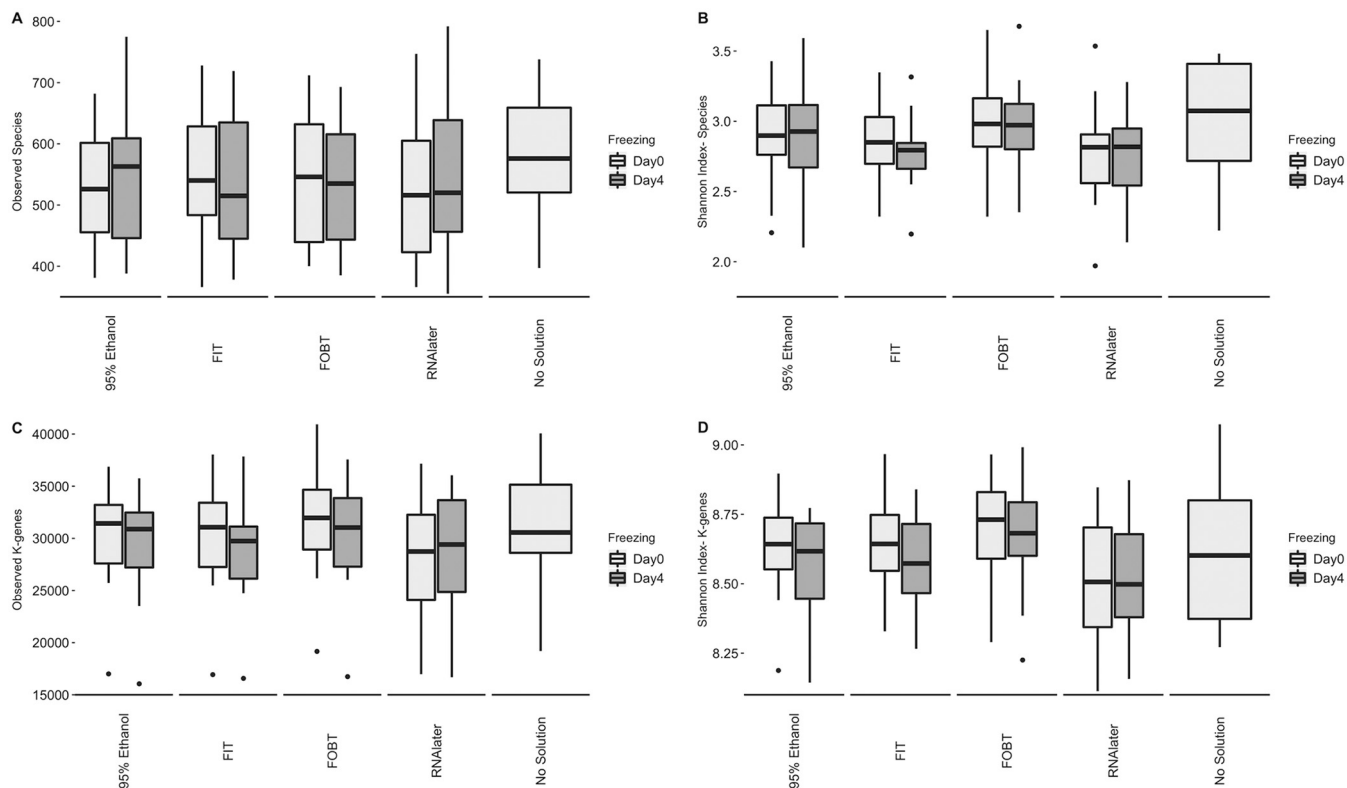 A
Observed Species
800
700
600
500
400
95% Ethanol
FIT
FOBT
RNAlater
No Solution
Freezing
Day0
Day4
B
Shannon Index- Species
3.5
3.0
2.5
2.0
95% Ethanol
FIT
FOBT
RNAlater
No Solution
Freezing
Day0
Day4
C
Observed K-genes
40000
35000
30000
25000
20000
15000
95% Ethanol
FIT
FOBT
RNAlater
No Solution
Freezing
Day0
Day4
D
Shannon Index- K-genes
9.00
8.75
8.50
8.25
95% Ethanol
FIT
FOBT
RNAlater
No Solution
Freezing
Day0
Day4